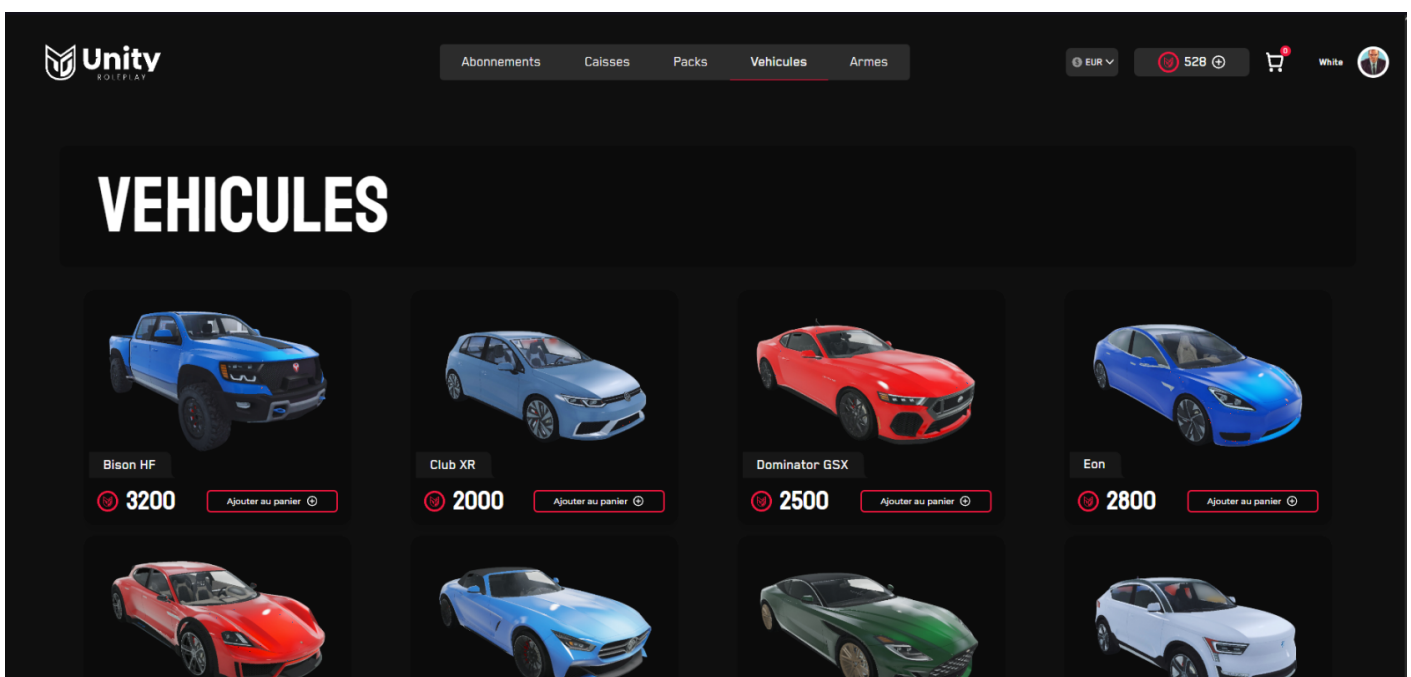 Unity
ROLEPLAY
Abonnements Caisses Packs Vehicules Armes
EUR
528
0
White
VEHICULES
Bison HF
3200 Ajouter au panier
Club XR
2000 Ajouter au panier
Dominator GSX
2500 Ajouter au panier
Eon
2800 Ajouter au panier